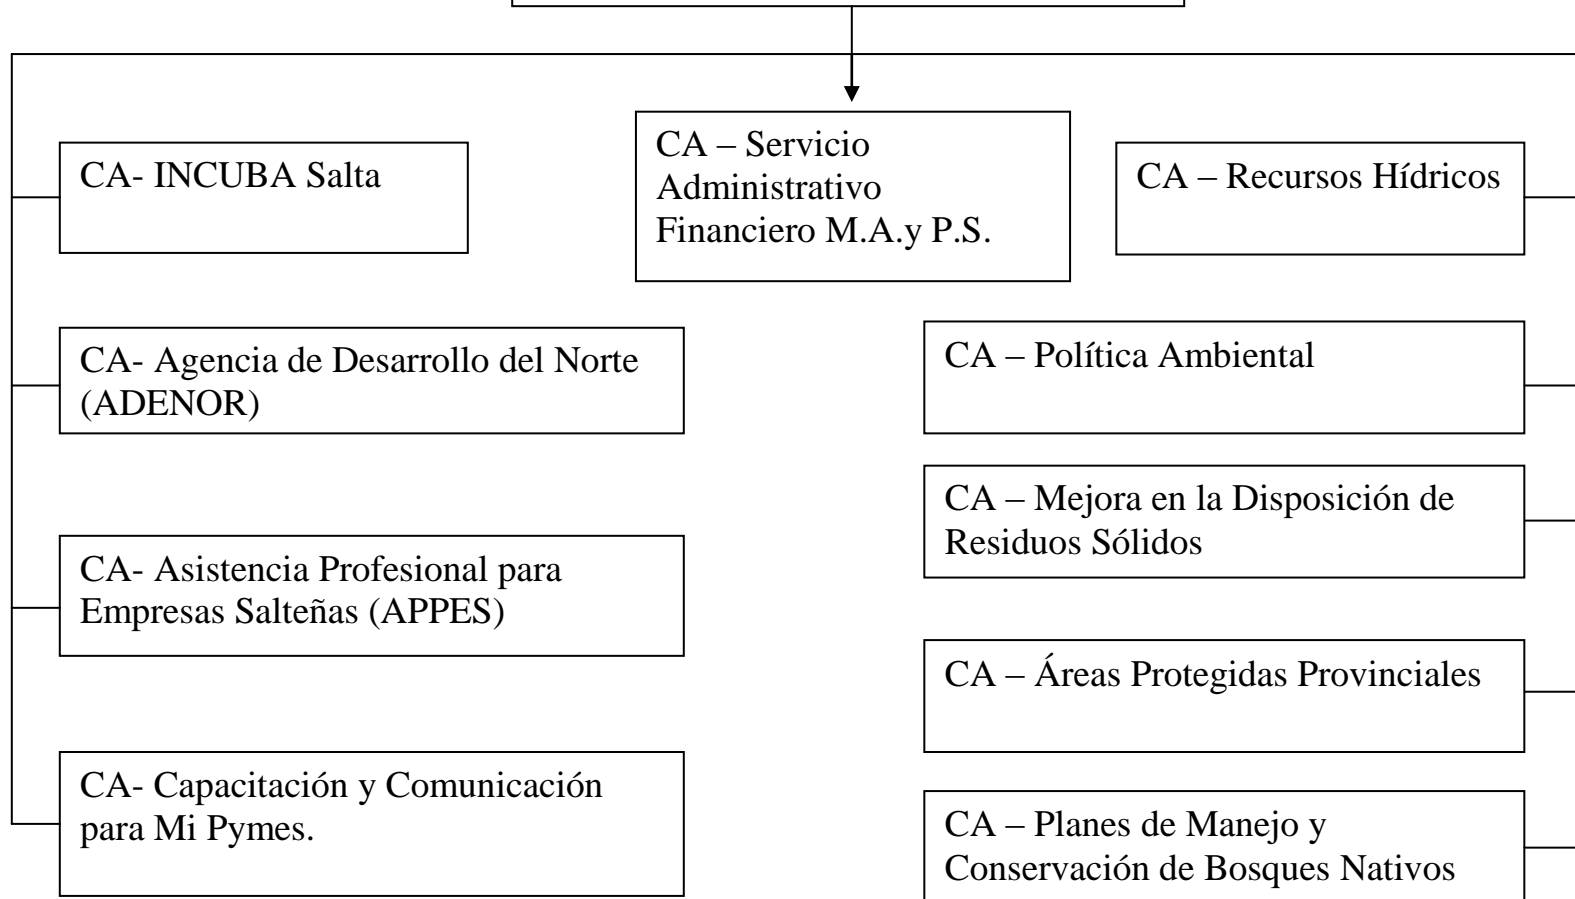 CA- INCUBA Salta
CA – Servicio
Administrativo
Financiero M.A.y P.S.
CA – Recursos Hídricos
CA- Agencia de Desarrollo del Norte
(ADENOR)
CA – Política Ambiental
CA – Mejora en la Disposición de
Residuos Sólidos
CA- Asistencia Profesional para
Empresas Salteñas (APPES)
CA – Áreas Protegidas Provinciales
CA- Capacitación y Comunicación
para Mi Pymes.
CA – Planes de Manejo y
Conservación de Bosques Nativos